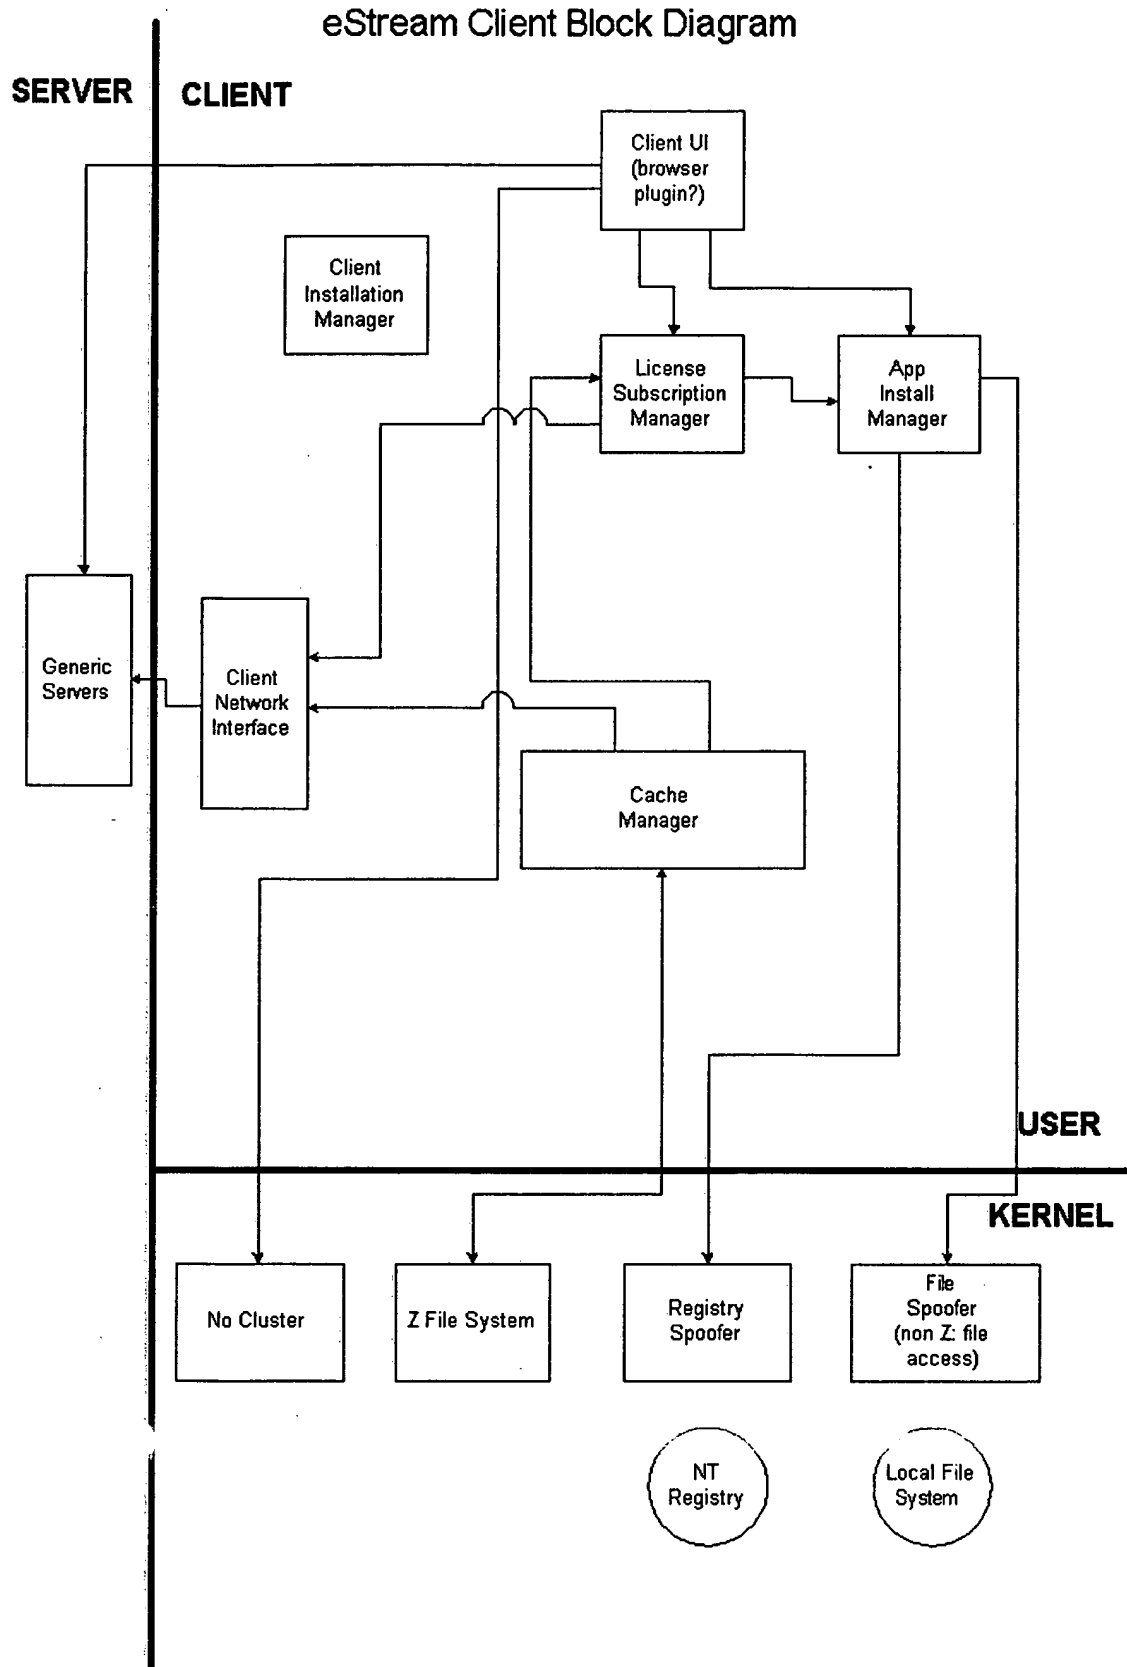 eStream Client Block Diagram
SERVER
CLIENT
Client UI
(browser
plugin?)
Client
Installation
Manager
License
Subscription
Manager
App
Install
Manager
Generic
Servers
Client
Network
Interface
Cache
Manager
USER
KERNEL
No Cluster
Z File System
Registry
Spoofer
File
Spoofer
(non Z: file
access)
NT
Registry
Local File
System